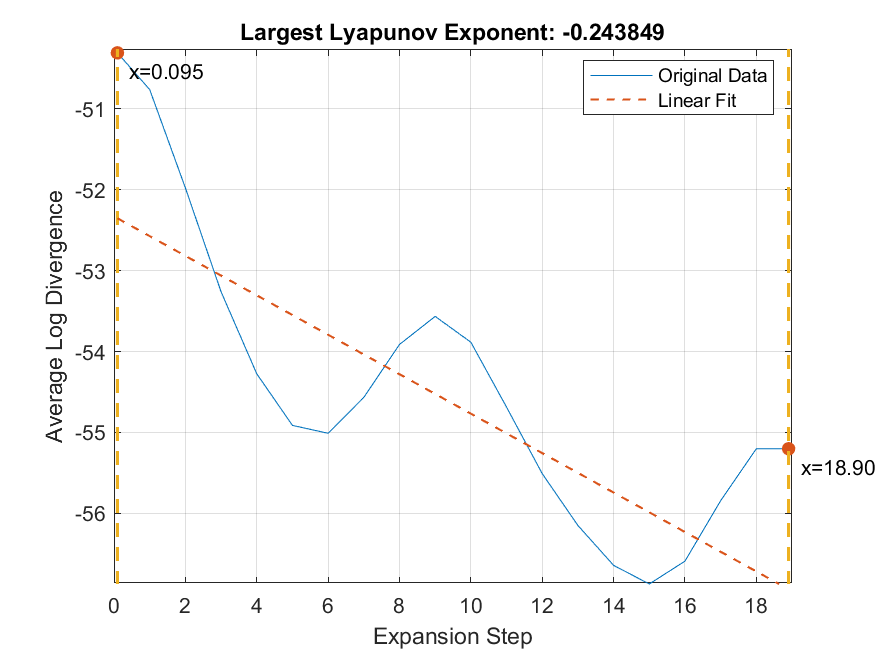 Largest Lyapunov Exponent: -0.243849
x=0.095
Original Data
Linear Fit
-51
-52
-53
-54
-55
-56
Average Log Divergence
x=18.90
0 2 4 6 8 10 12 14 16 18
Expansion Step